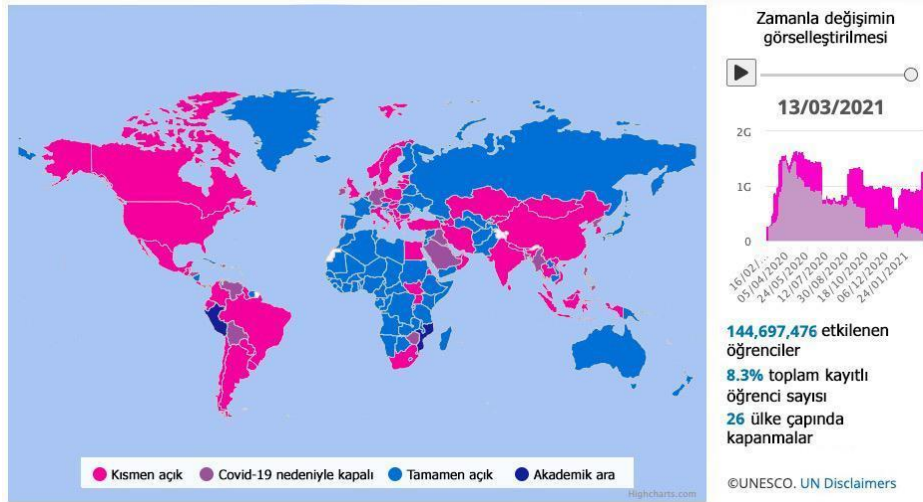 Zamanla değişimin
görselleştirilmesi
13/03/2021
2G
1G
0
16/02/...
05/04/2020
24/05/2020
12/07/2020
30/08/2020
18/10/2020
06/12/2020
24/01/2021
144,697,476 etkilenen
öğrenciler
8.3% toplam kayıtlı
öğrenci sayısı
26 ülke çapında
kapanmalar
Kısmen açık Covid-19 nedeniyle kapalı Tamamen açık Akademik ara
Highcharts.com
©UNESCO. UN Disclaimers